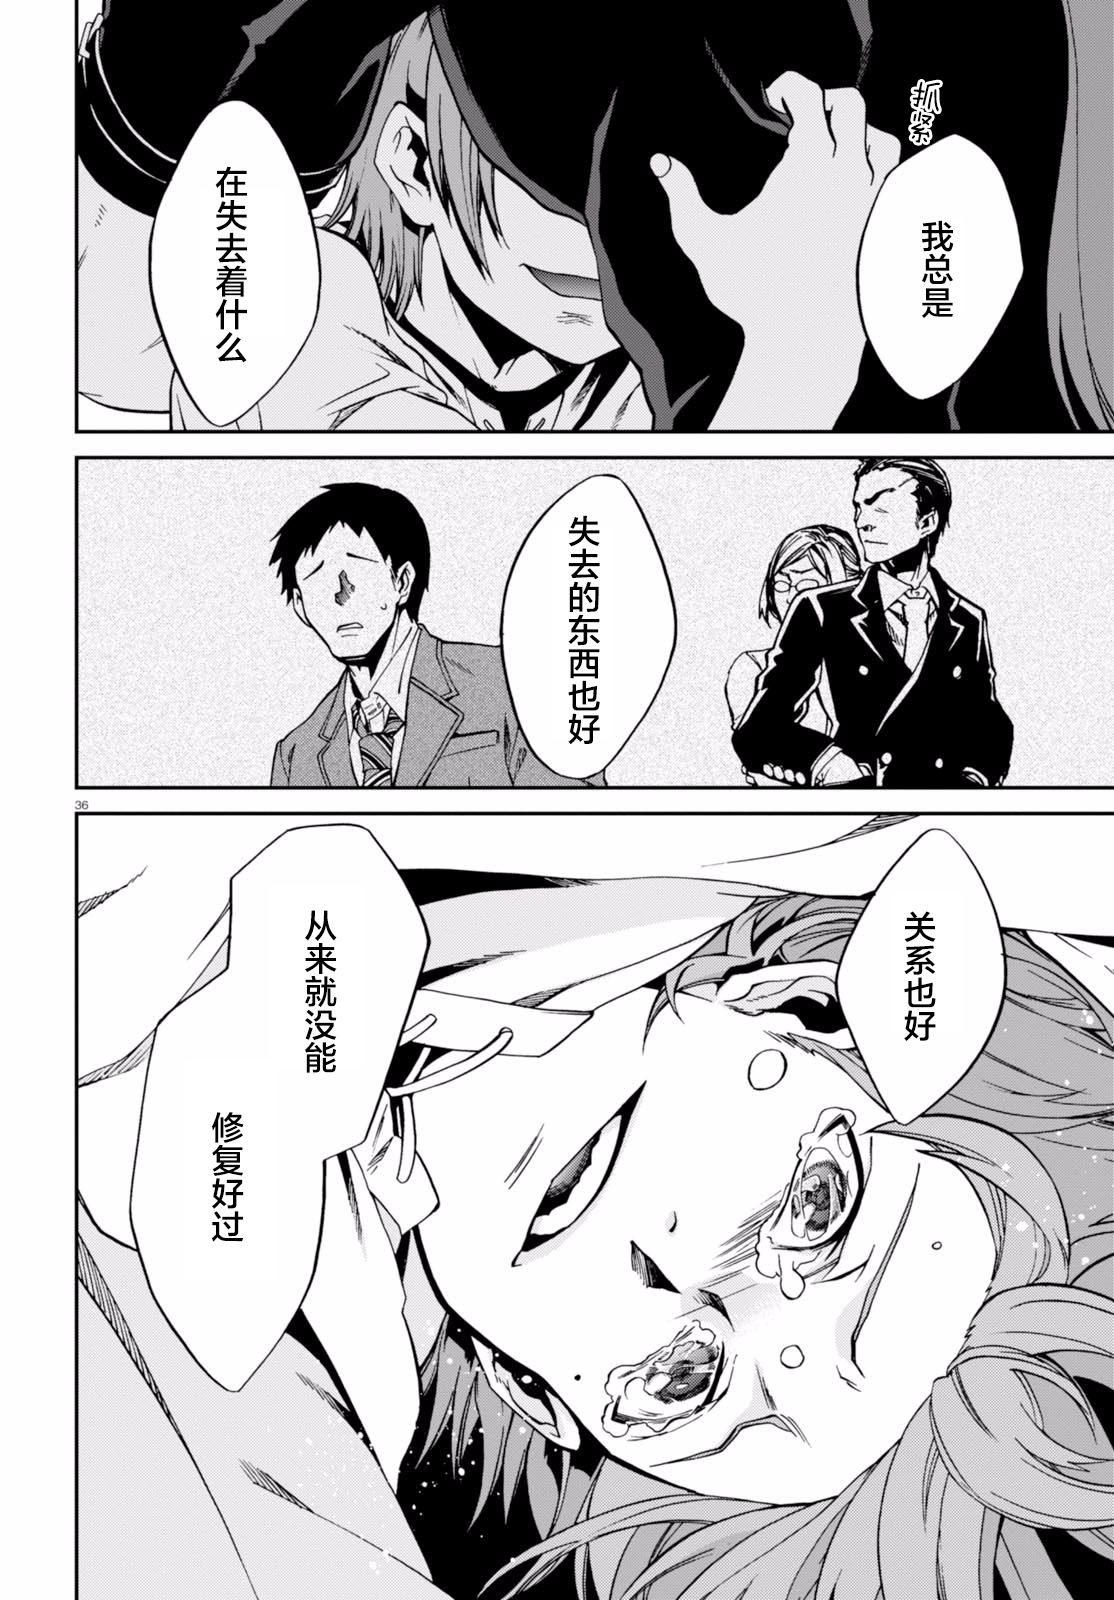 抓紧
我总是
在失去着什么
失去的东西也好
36
关系也好
从来就没能
修复好过